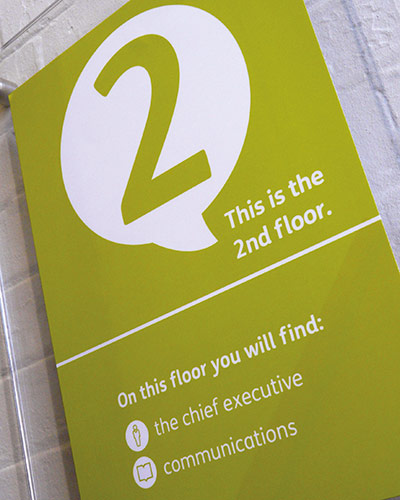 2
This is the
2nd floor.
On this floor you will find:
the chief executive
communications